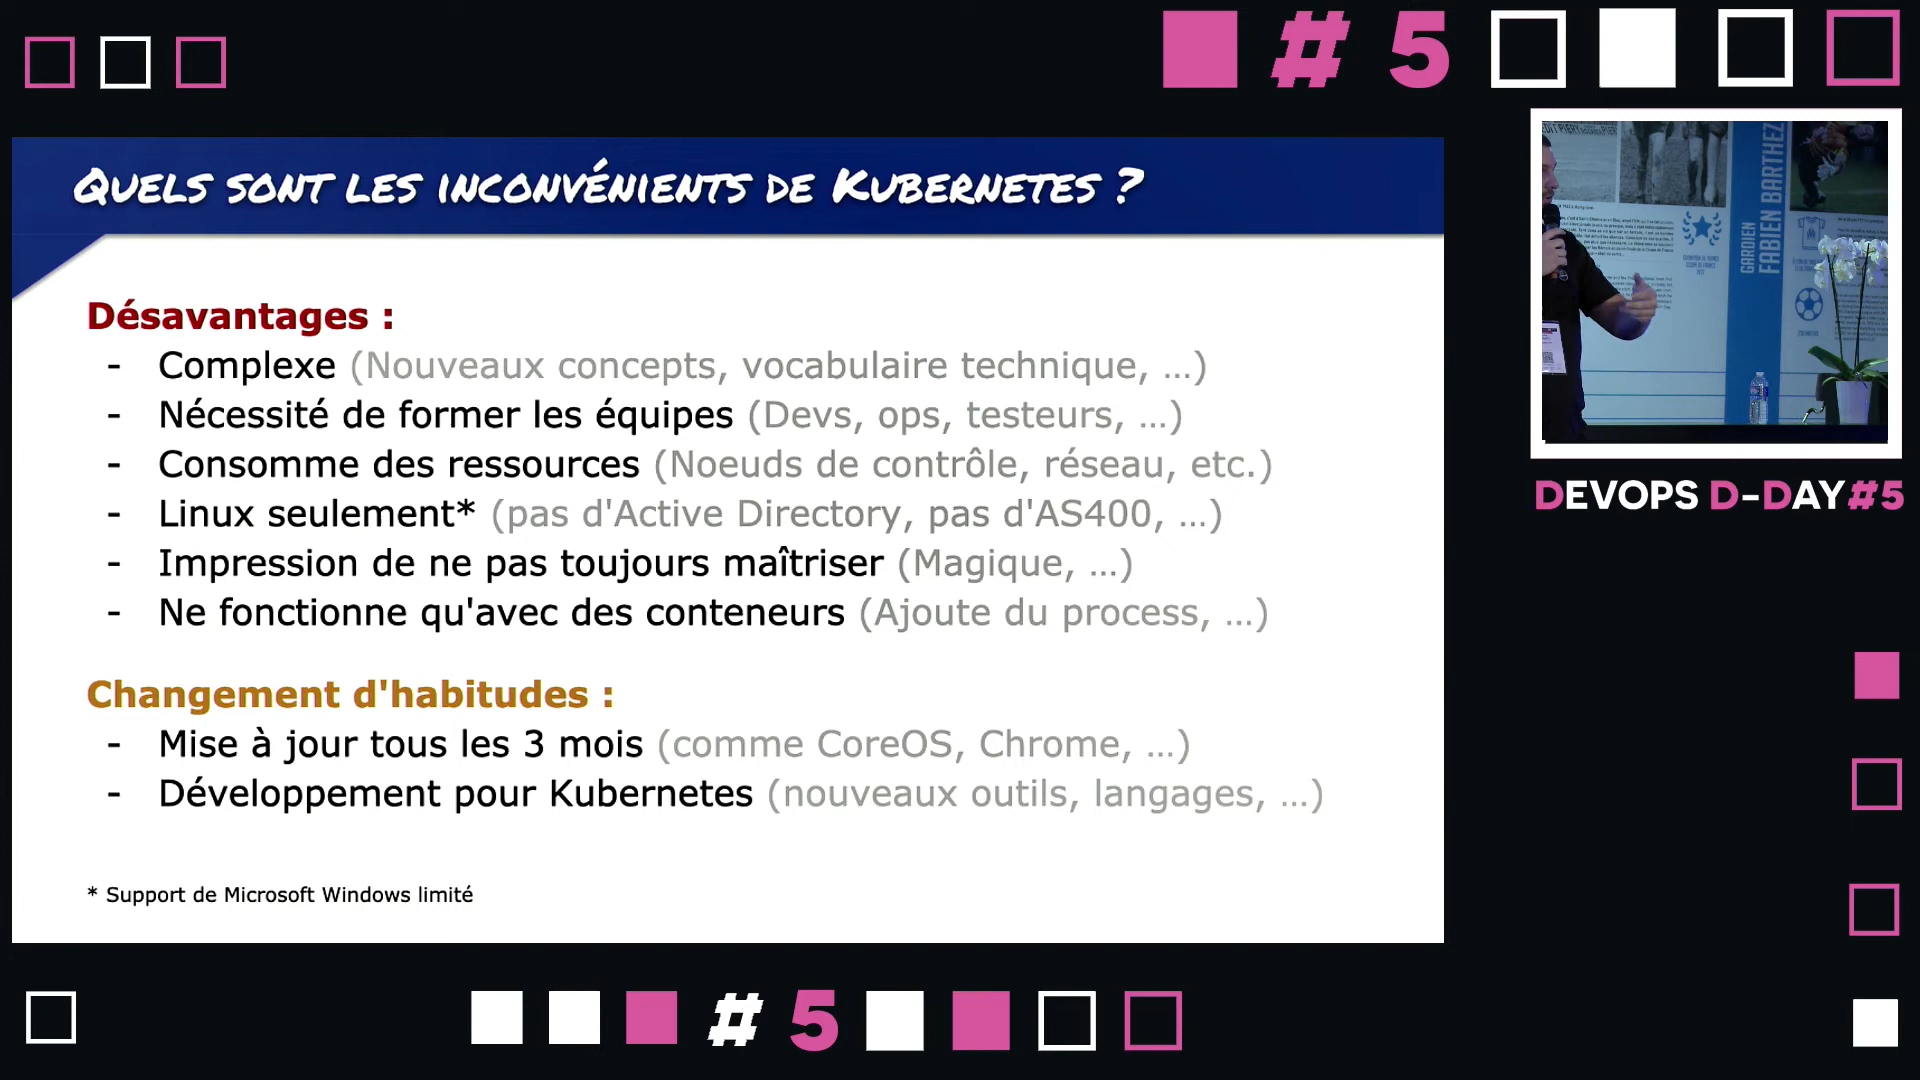 # 5
QUELS SONT LES INCONVÉNIENTS DE KUBERNETES ?
Désavantages :
- Complexe (Nouveaux concepts, vocabulaire technique, ...)
- Nécessité de former les équipes (Devs, ops, testeurs, ...)
- Consomme des ressources (Noeuds de contrôle, réseau, etc.)
- Linux seulement* (pas d'Active Directory, pas d'AS400, ...)
- Impression de ne pas toujours maîtriser (Magique, ...)
- Ne fonctionne qu'avec des conteneurs (Ajoute du process, ...)
Changement d'habitudes :
- Mise à jour tous les 3 mois (comme CoreOS, Chrome, ...)
- Développement pour Kubernetes (nouveaux outils, langages, ...)
* Support de Microsoft Windows limité
GARDIEN
FABIEN BARTHEZ
DEVOPS D-DAY#5
# 5